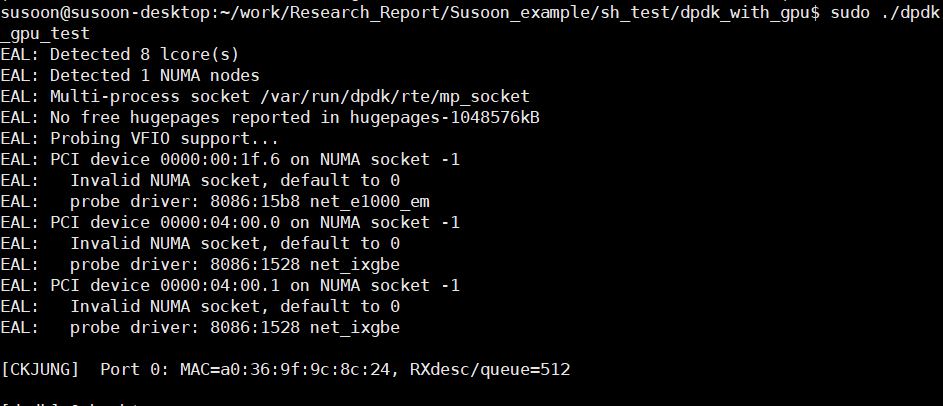 susoon@susoon-desktop:~/work/Research_Report/Susoon_example/sh_test/dpdk_with_gpu$ sudo ./dpdk
_gpu_test
EAL: Detected 8 lcore(s)
EAL: Detected 1 NUMA nodes
EAL: Multi-process socket /var/run/dpdk/rte/mp_socket
EAL: No free hugepages reported in hugepages-1048576kB
EAL: Probing VFIO support...
EAL: PCI device 0000:00:1f.6 on NUMA socket -1
EAL:   Invalid NUMA socket, default to 0
EAL:   probe driver: 8086:15b8 net_e1000_em
EAL: PCI device 0000:04:00.0 on NUMA socket -1
EAL:   Invalid NUMA socket, default to 0
EAL:   probe driver: 8086:1528 net_ixgbe
EAL: PCI device 0000:04:00.1 on NUMA socket -1
EAL:   Invalid NUMA socket, default to 0
EAL:   probe driver: 8086:1528 net_ixgbe
[CKJUNG]  Port 0: MAC=a0:36:9f:9c:8c:24, RXdesc/queue=512